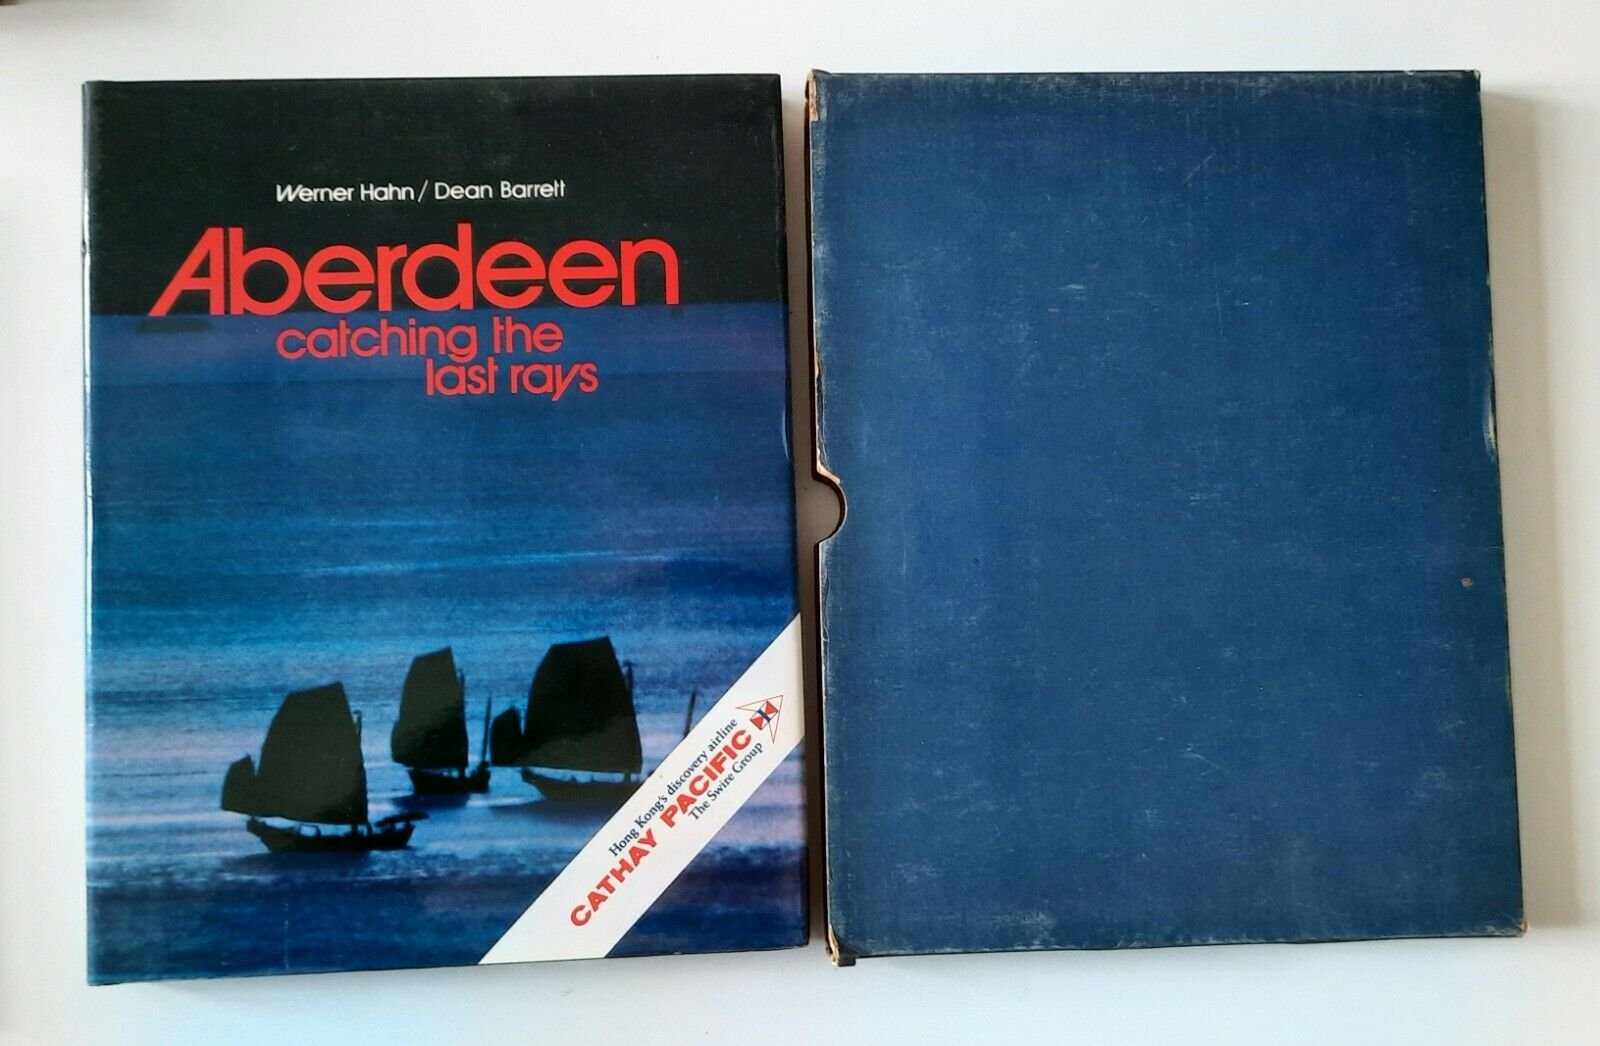 Werner Hahn / Dean Barrett
Aberdeen
catching the
last rays
Hong Kong's discovery airline
CATHAY PACIFIC
The Swire Group